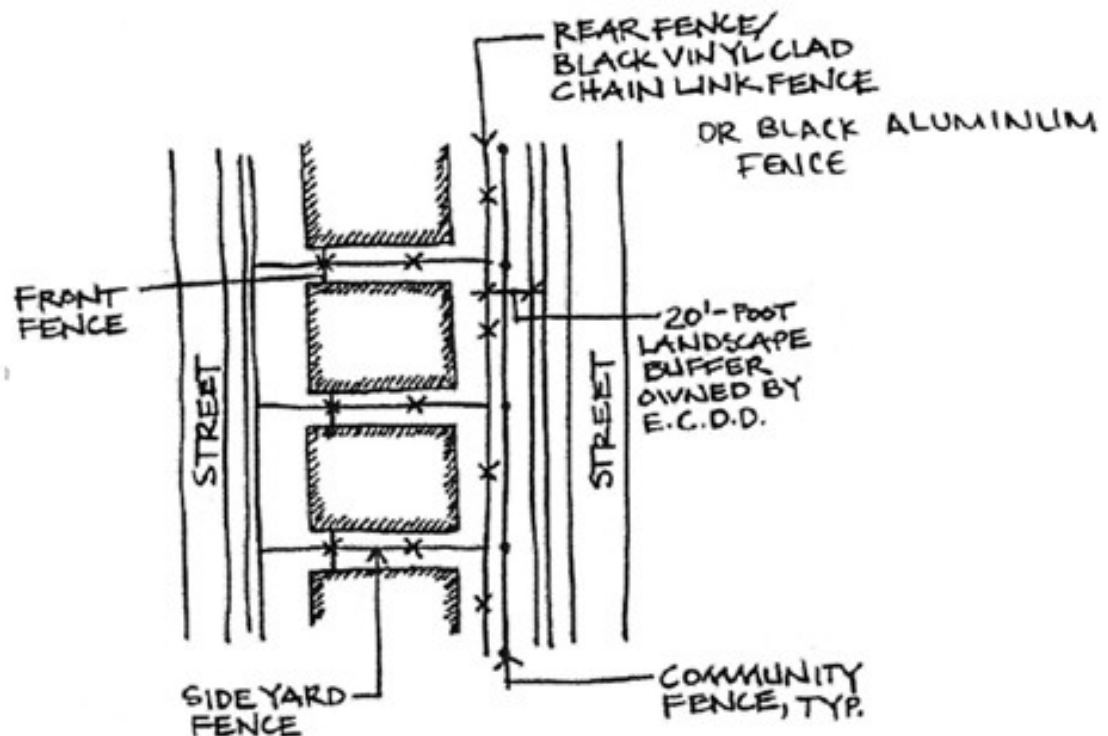 REAR FENCE/
BLACK VINYL CLAD
CHAIN LINK FENCE
OR BLACK ALUMINIUM
FENCE
FRONT
FENCE
20'-FOOT
LANDSCAPE
BUFFER
OWNED BY
E.C.D.D.
STREET
STREET
SIDE YARD
FENCE
COMMUNITY
FENCE, TYP.